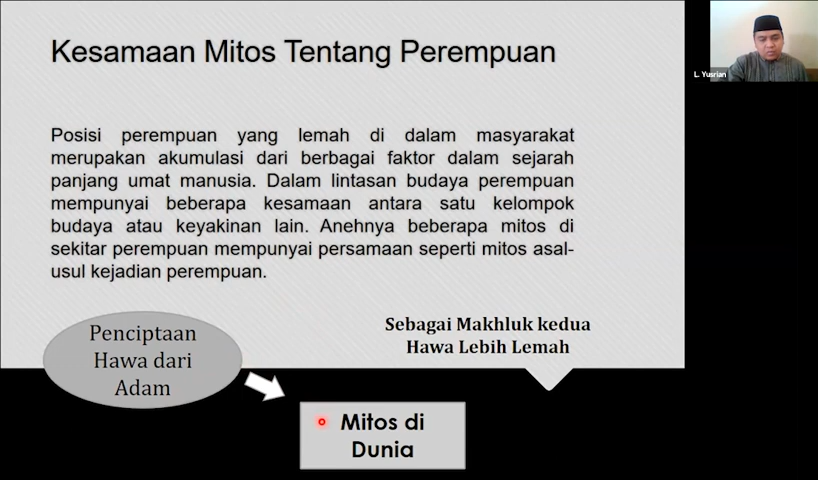 Kesamaan Mitos Tentang Perempuan
L. Yusrian
Posisi perempuan yang lemah di dalam masyarakat
merupakan akumulasi dari berbagai faktor dalam sejarah
panjang umat manusia. Dalam lintasan budaya perempuan
mempunyai beberapa kesamaan antara satu kelompok
budaya atau keyakinan lain. Anehnya beberapa mitos di
sekitar perempuan mempunyai persamaan seperti mitos asal-
usul kejadian perempuan.
Penciptaan
Hawa dari
Adam
Sebagai Makhluk kedua
Hawa Lebih Lemah
Mitos di
Dunia